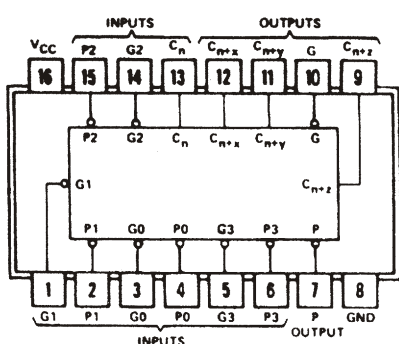 INPUTS OUTPUTS
VCC P2 G2 Cn Cn+x Cn+y G Cn+z
16 15 14 13 12 11 10 9
P2 G2 Cn Cn+x Cn+y G
G1 Cn+z
P1 G0 P0 G3 P3 P
1 2 3 4 5 6 7 8
G1 P1 G0 P0 G3 P3 P GND
INPUTS OUTPUT